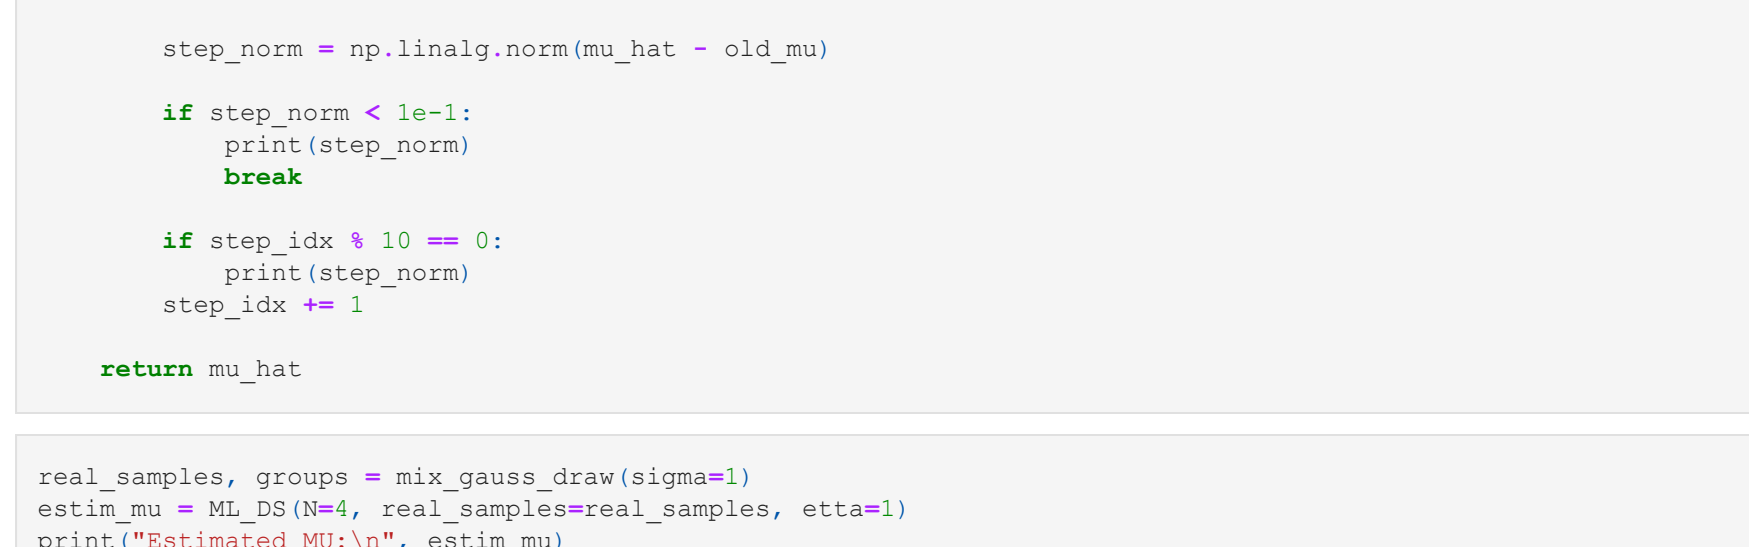 step_norm = np.linalg.norm(mu_hat - old_mu)
if step_norm < 1e-1:
print(step_norm)
break
if step_idx % 10 == 0:
print(step_norm)
step_idx += 1
return mu_hat
real_samples, groups = mix_gauss_draw(sigma=1)
estim_mu = ML_DS(N=4, real_samples=real_samples, etta=1)
print("Estimated MU:\n", estim_mu)